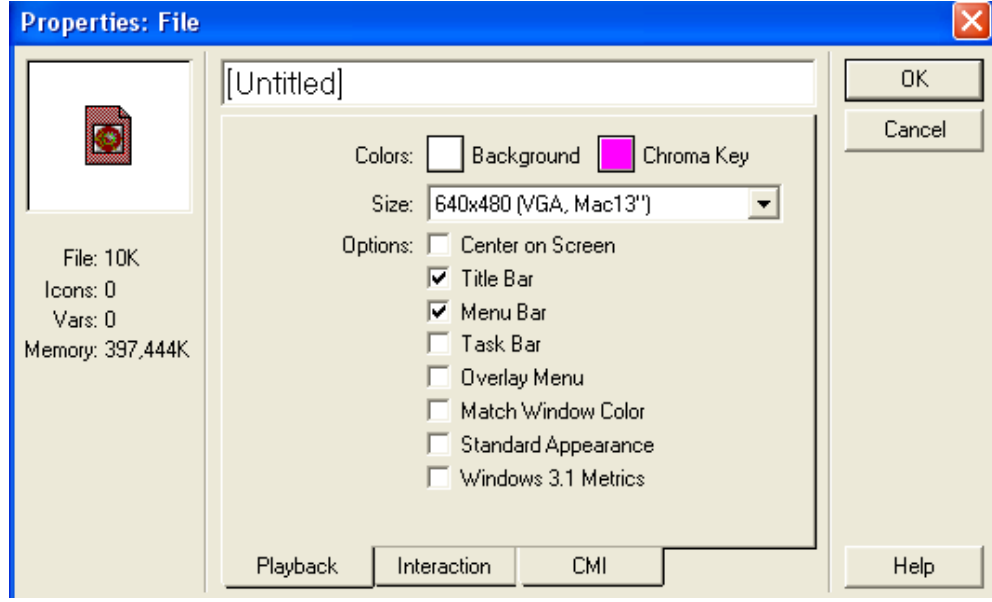 Properties: File
[Untitled]
OK
Cancel
Colors: Background Chroma Key
Size: 640x480 (VGA, Mac13")
Options: Center on Screen
Title Bar
Menu Bar
Task Bar
Overlay Menu
Match Window Color
Standard Appearance
Windows 3.1 Metrics
File: 10K
Icons: 0
Vars: 0
Memory: 397,444K
Playback Interaction CMI
Help